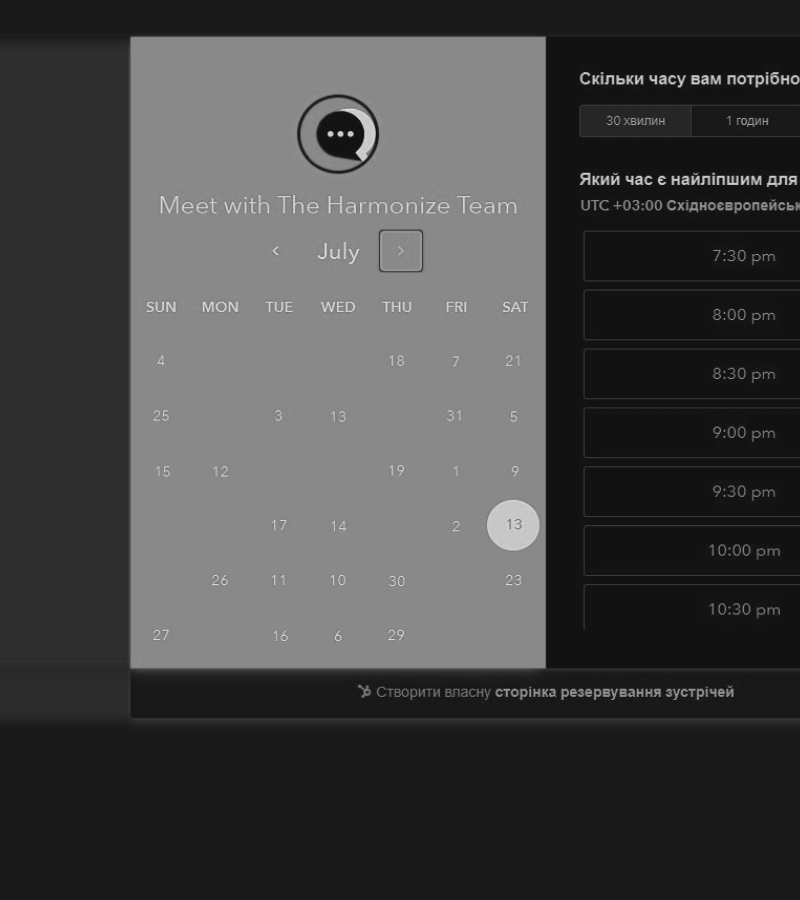 Meet with The Harmonize Team
July
SUN MON TUE WED THU FRI SAT
4 18 7 21
25 3 13 31 5
15 12 19 1 9
17 14 2 13
26 11 10 30 23
27 16 6 29
Скільки часу вам потрібно
30 хвилин 1 годин
Який час є найліпшим для
UTC +03:00 Східноєвропейськ
7:30 pm
8:00 pm
8:30 pm
9:00 pm
9:30 pm
10:00 pm
10:30 pm
Створити власну сторінка резервування зустрічей